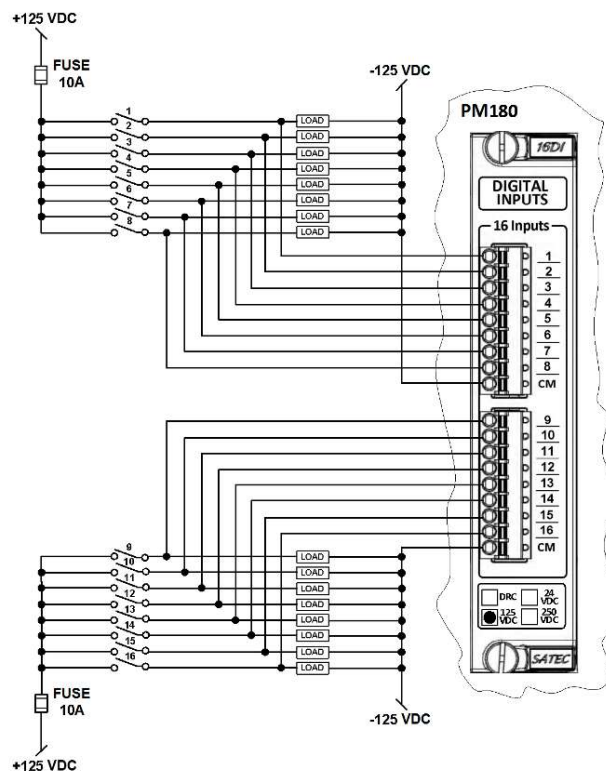 +125 VDC
FUSE
10A
-125 VDC
PM180
16DI
DIGITAL
INPUTS
16 Inputs
1
2
3
4
5
6
7
8
LOAD
LOAD
LOAD
LOAD
LOAD
LOAD
LOAD
LOAD
1
2
3
4
5
6
7
8
CM
9
10
11
12
13
14
15
16
CM
9
10
11
12
13
14
15
16
LOAD
LOAD
LOAD
LOAD
LOAD
LOAD
LOAD
LOAD
DRC
24
VDC
125
VDC
250
VDC
SATEC
FUSE
10A
-125 VDC
+125 VDC